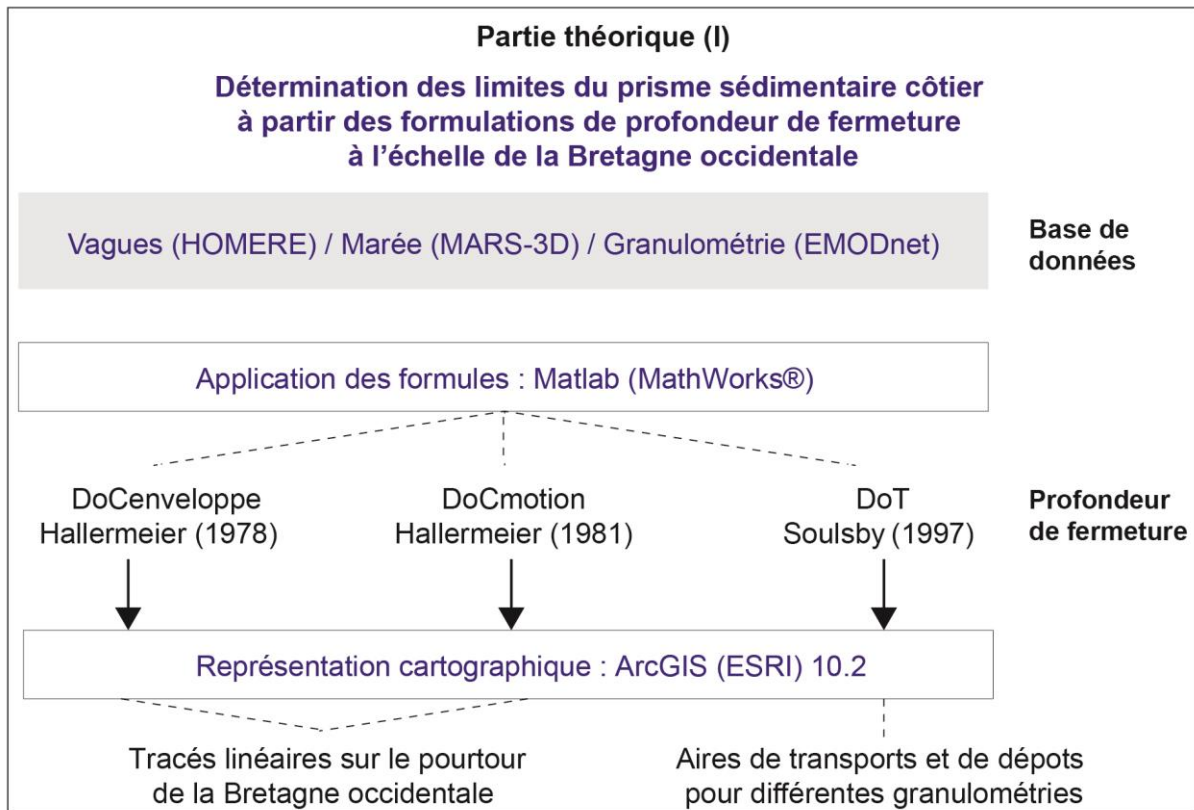 Partie théorique (I)
Détermination des limites du prisme sédimentaire côtier
à partir des formulations de profondeur de fermeture
à l'échelle de la Bretagne occidentale
Vagues (HOMERE) / Marée (MARS-3D) / Granulométrie (EMODnet)
Base de
données
Application des formules : Matlab (MathWorks®)
DoCenveloppe
Hallermeier (1978)
DoCmotion
Hallermeier (1981)
DoT
Soulsby (1997)
Profondeur
de fermeture
Représentation cartographique : ArcGIS (ESRI) 10.2
Tracés linéaires sur le pourtour
de la Bretagne occidentale
Aires de transports et de dépots
pour différentes granulométries